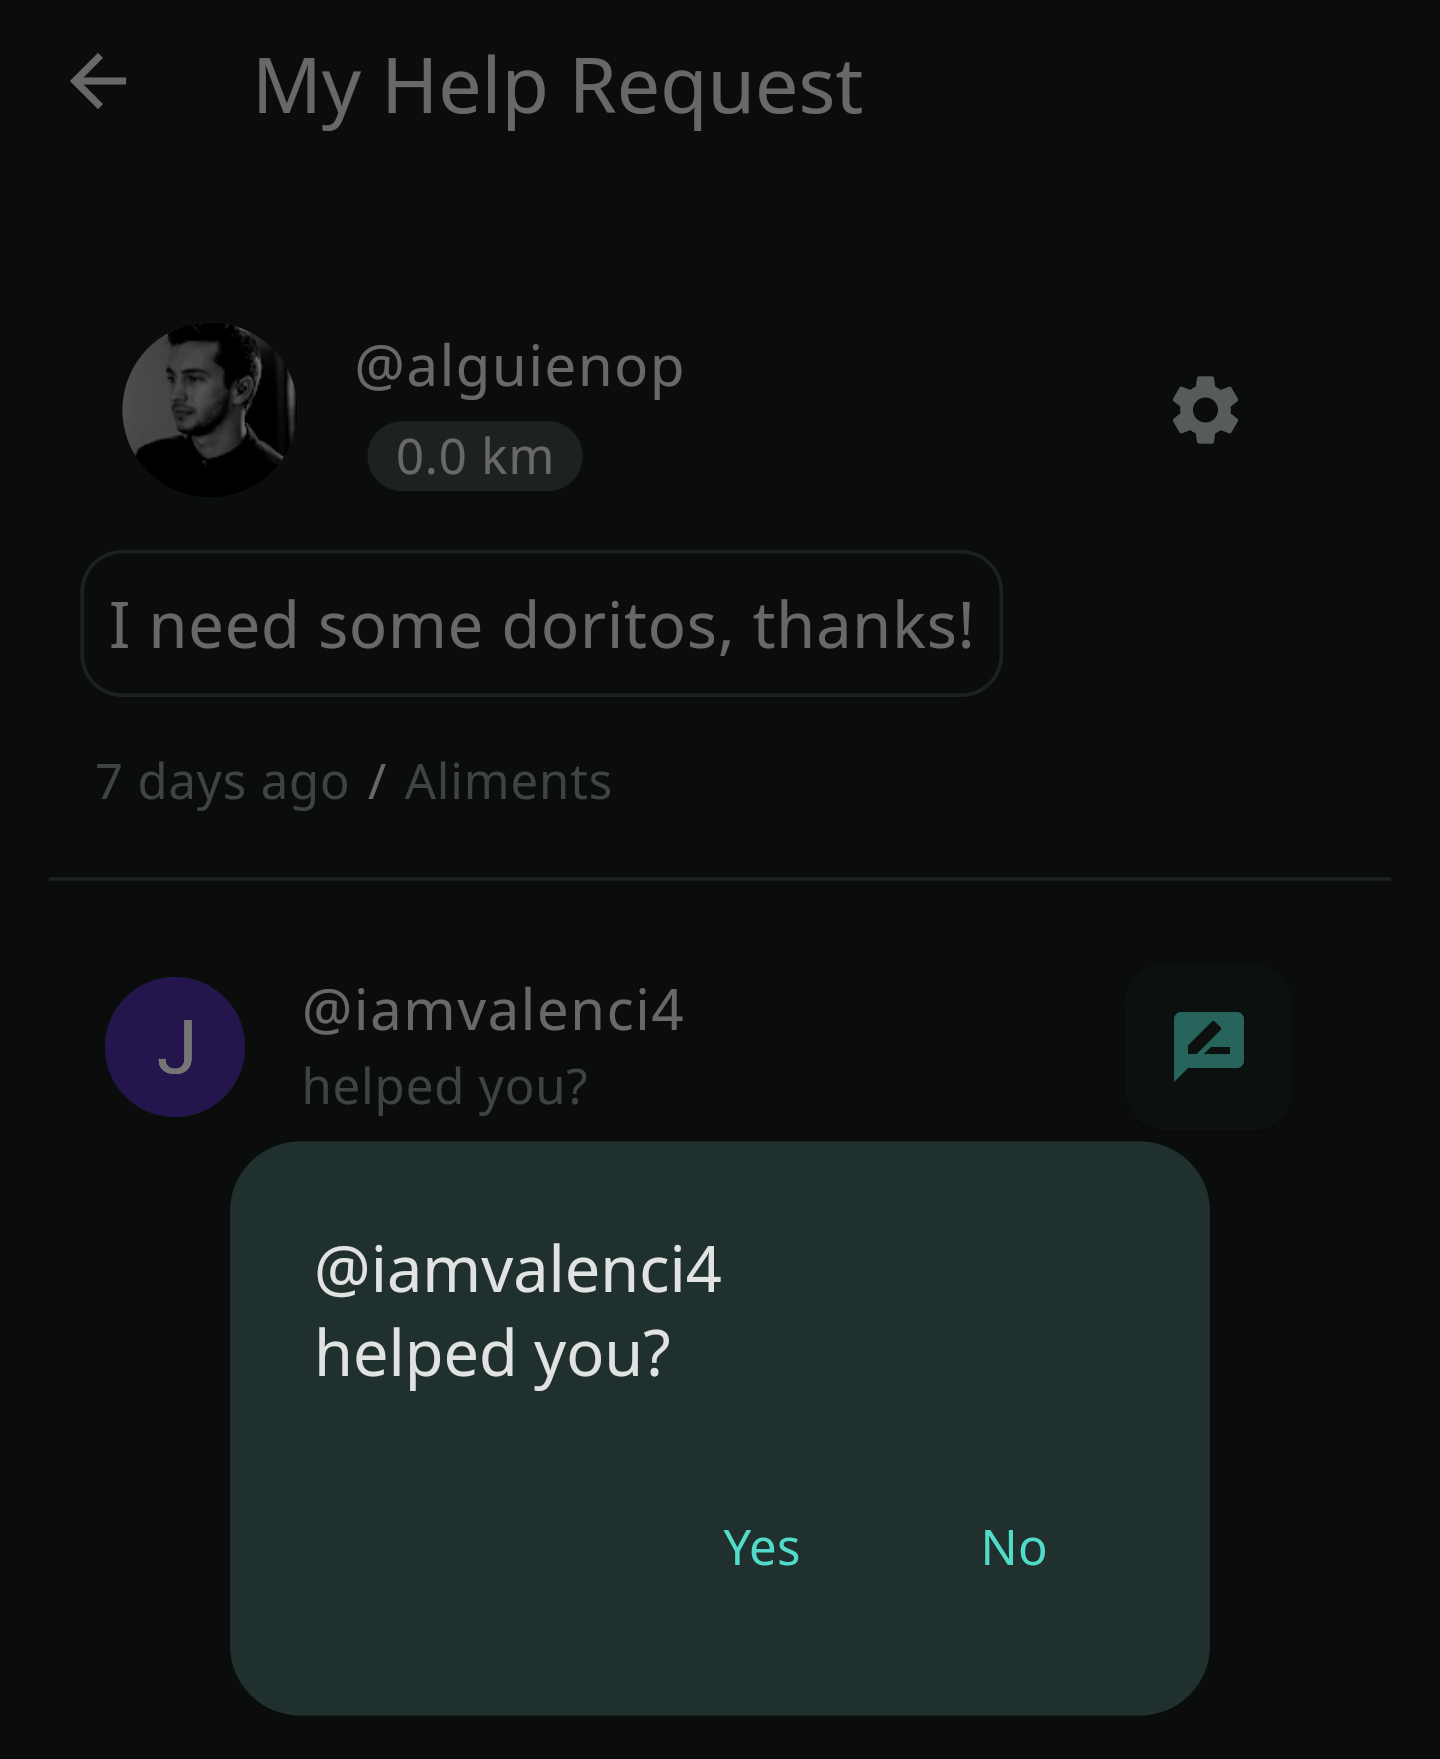 My Help Request
@alguienop
0.0 km
I need some doritos, thanks!
7 days ago / Aliments
J
@iamvalenci4
helped you?
@iamvalenci4
helped you?
Yes No